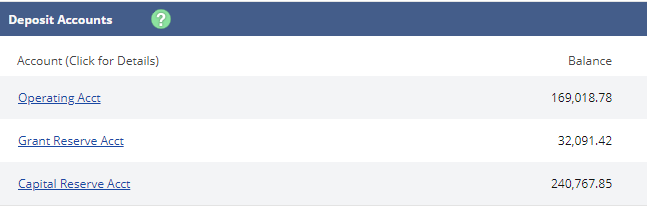 Deposit Accounts ?
Account (Click for Details) Balance
Operating Acct 169,018.78
Grant Reserve Acct 32,091.42
Capital Reserve Acct 240,767.85